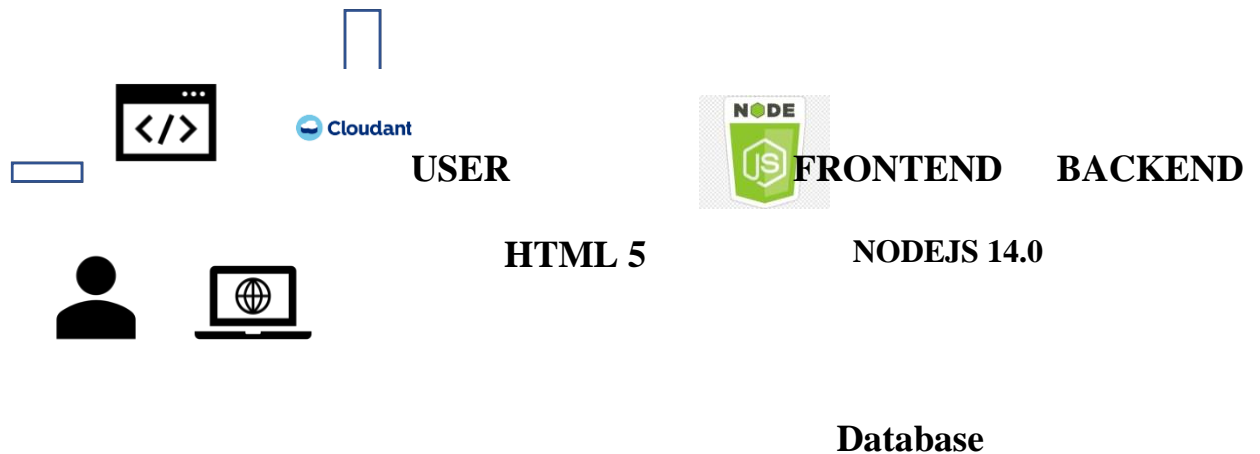 NODE
JS
</>
Cloudant
USER
FRONTEND
BACKEND
HTML 5
NODEJS 14.0
Database